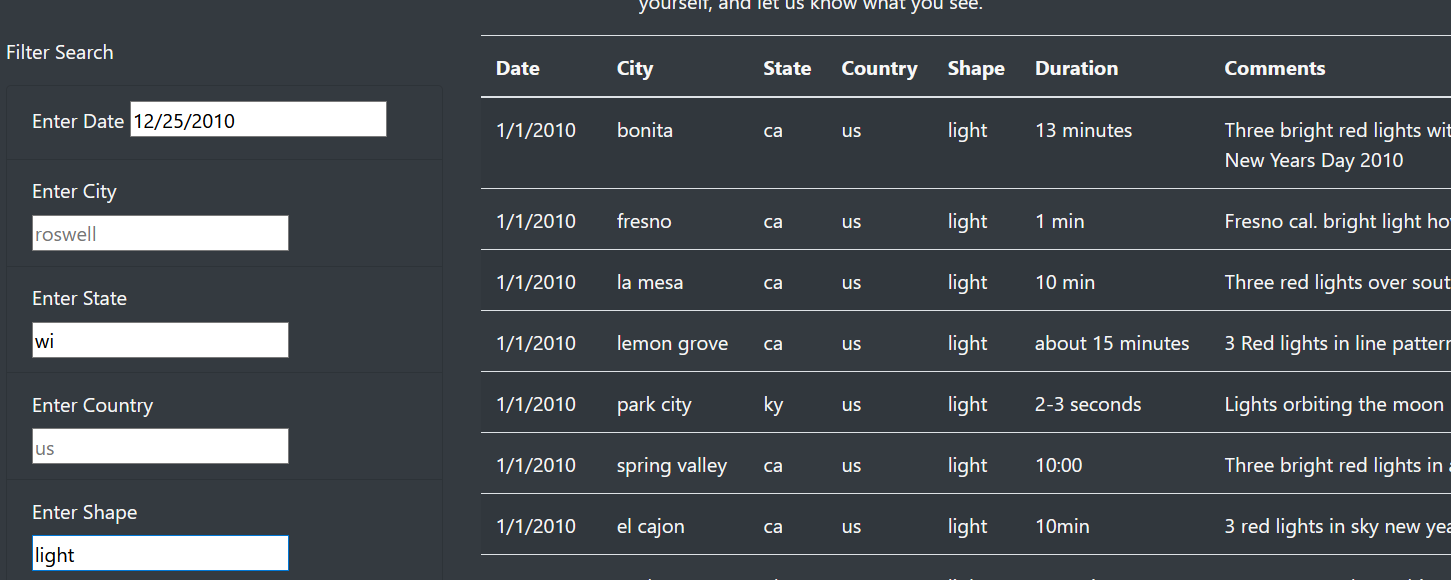 yourself, and let us know what you see.
Filter Search
Enter Date 12/25/2010
Enter City
roswell
Enter State
wi
Enter Country
us
Enter Shape
light
Date City State Country Shape Duration Comments
1/1/2010 bonita ca us light 13 minutes Three bright red lights wit
New Years Day 2010
1/1/2010 fresno ca us light 1 min Fresno cal. bright light ho
1/1/2010 la mesa ca us light 10 min Three red lights over sout
1/1/2010 lemon grove ca us light about 15 minutes 3 Red lights in line pattern
1/1/2010 park city ky us light 2-3 seconds Lights orbiting the moon
1/1/2010 spring valley ca us light 10:00 Three bright red lights in a
1/1/2010 el cajon ca us light 10min 3 red lights in sky new yea